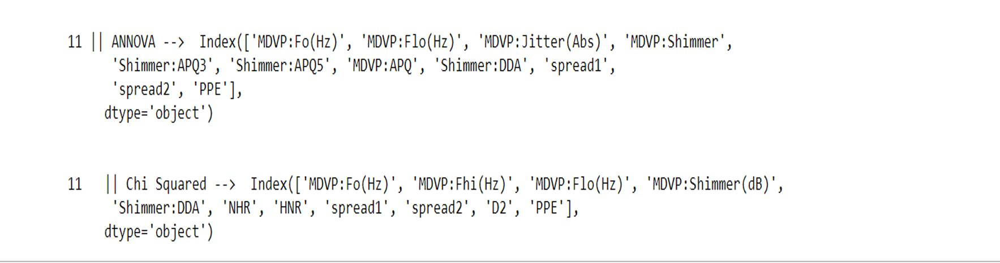 11 || ANNOVA --> Index(['MDVP:Fo(Hz)', 'MDVP:Flo(Hz)', 'MDVP:Jitter(Abs)', 'MDVP:Shimmer',
'Shimmer:APQ3', 'Shimmer:APQ5', 'MDVP:APQ', 'Shimmer:DDA', 'spread1',
'spread2', 'PPE'],
dtype='object')
11 || Chi Squared --> Index(['MDVP:Fo(Hz)', 'MDVP:Fhi(Hz)', 'MDVP:Flo(Hz)', 'MDVP:Shimmer(dB)',
'Shimmer:DDA', 'NHR', 'HNR', 'spread1', 'spread2', 'D2', 'PPE'],
dtype='object')